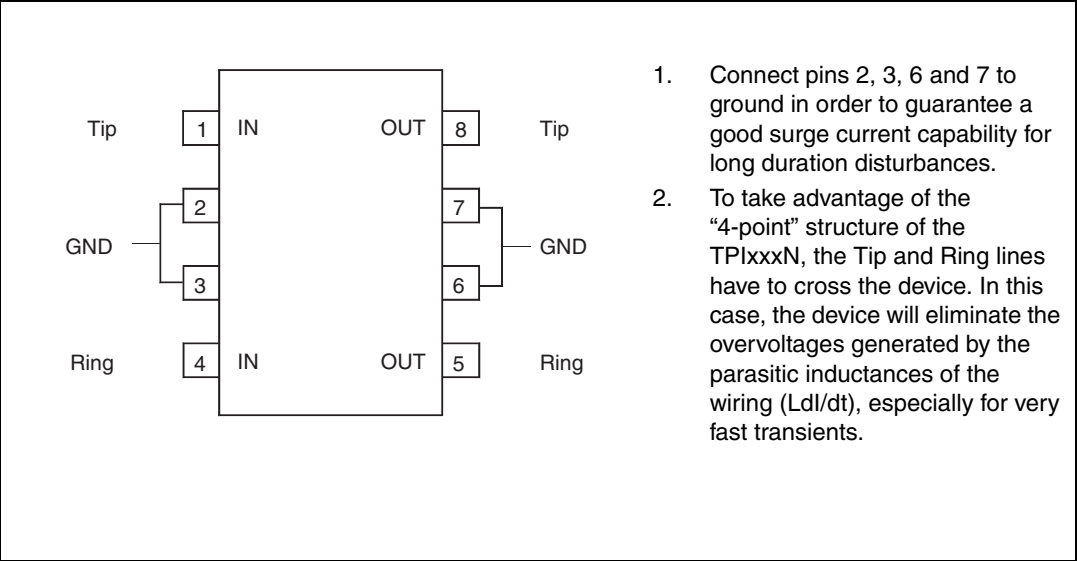 Tip 1 IN OUT 8 Tip
2 7
GND GND
3 6
Ring 4 IN OUT 5 Ring
1. Connect pins 2, 3, 6 and 7 to
ground in order to guarantee a
good surge current capability for
long duration disturbances.
2. To take advantage of the
“4-point” structure of the
TPIxxxN, the Tip and Ring lines
have to cross the device. In this
case, the device will eliminate the
overvoltages generated by the
parasitic inductances of the
wiring (LdI/dt), especially for very
fast transients.